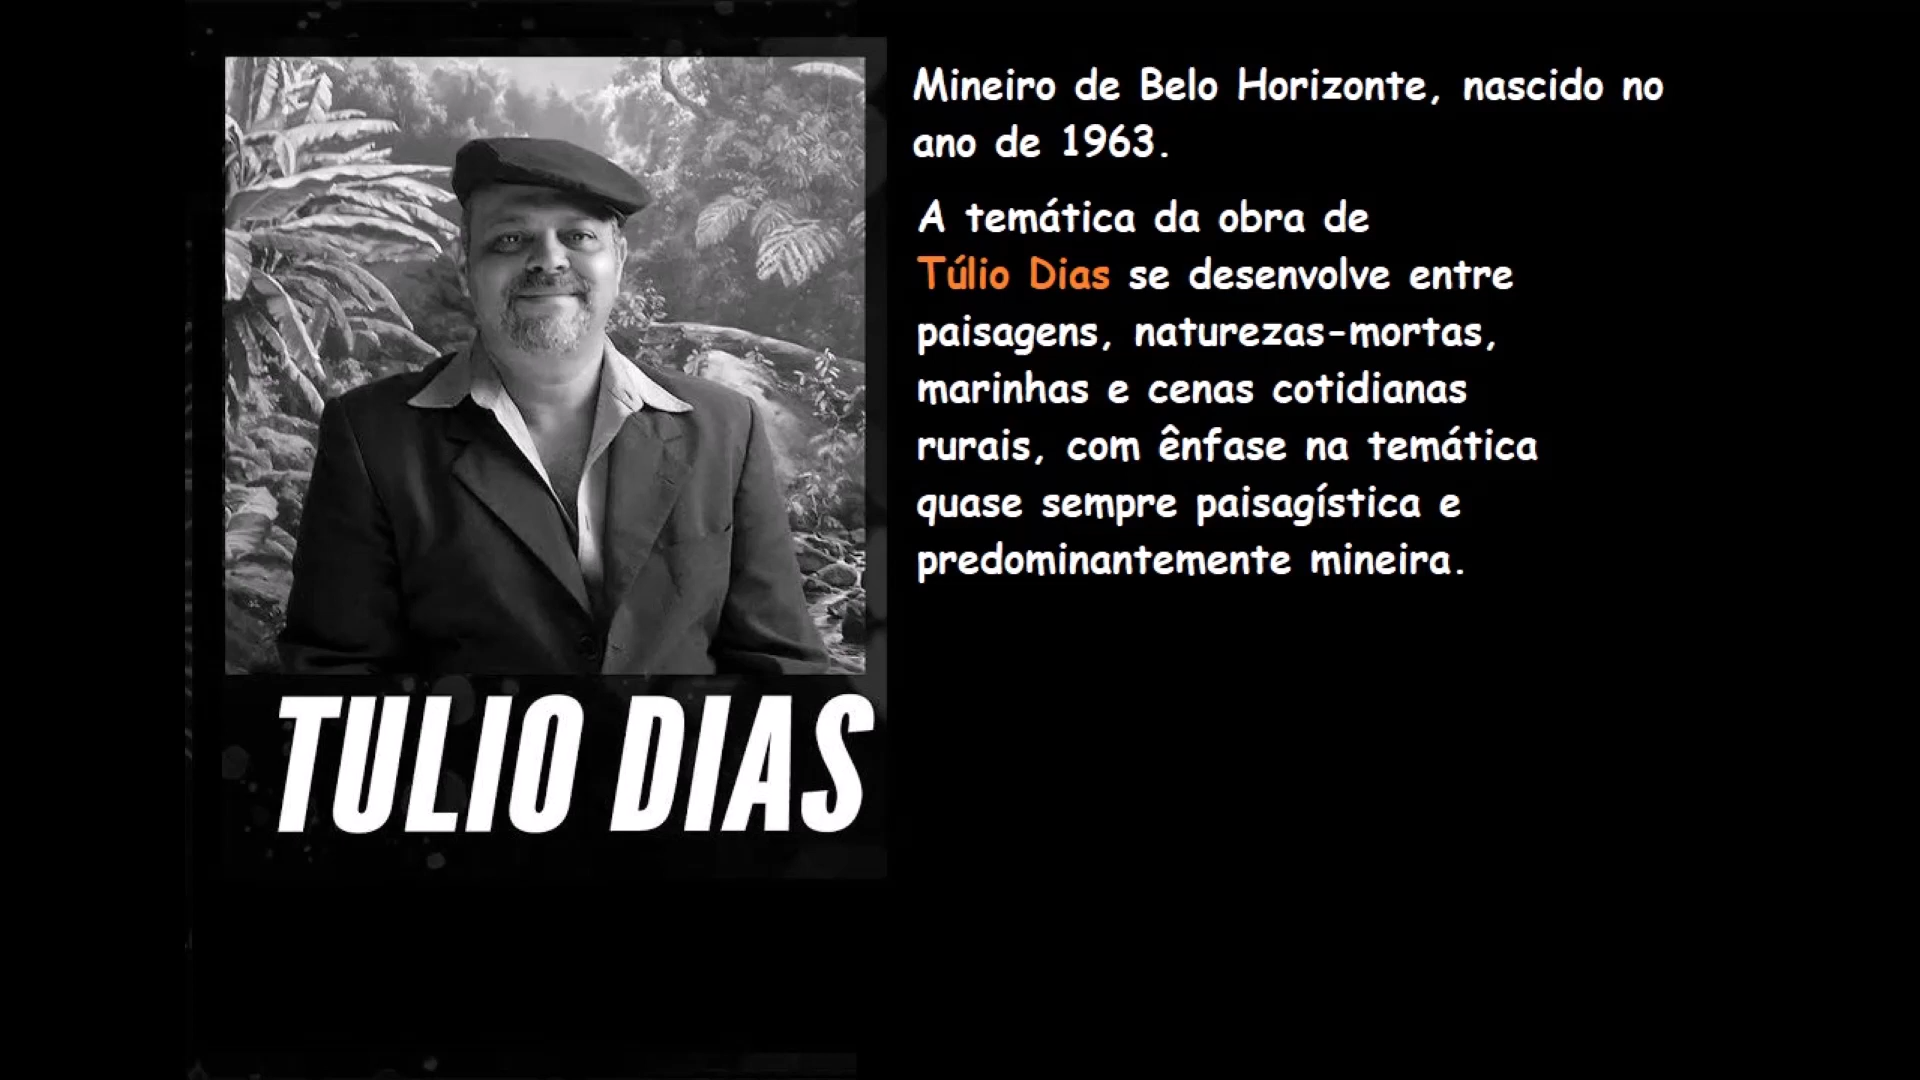 Mineiro de Belo Horizonte, nascido no
ano de 1963.
A temática da obra de
Túlio Dias se desenvolve entre
paisagens, naturezas-mortas,
marinhas e cenas cotidianas
rurais, com ênfase na temática
quase sempre paisagística e
predominantemente mineira.
TULIO DIAS